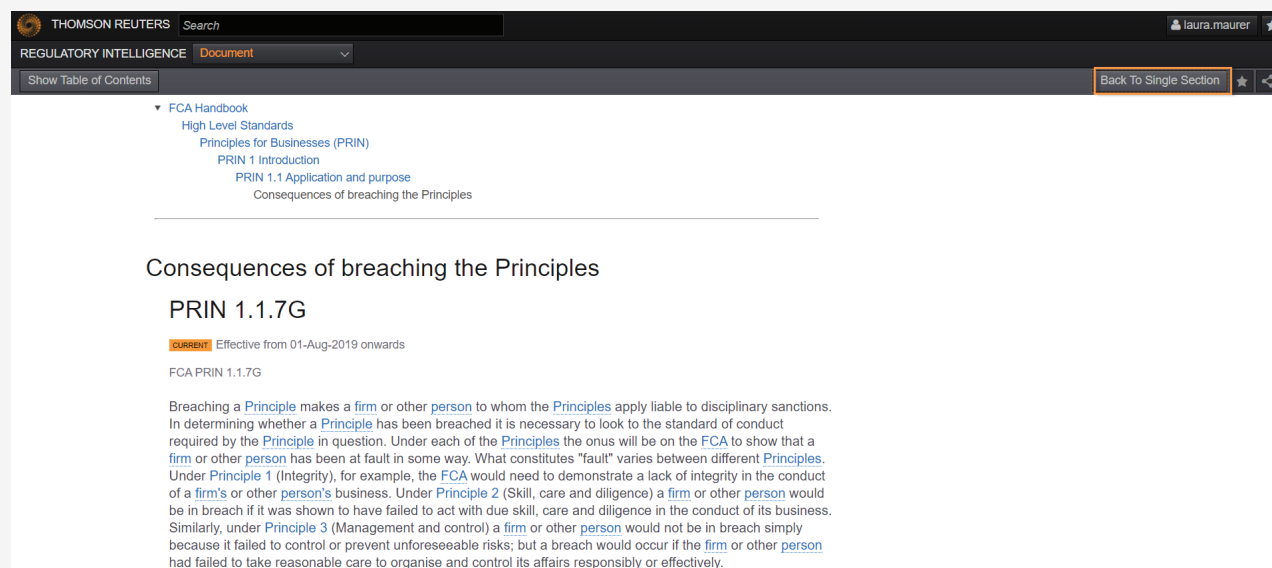 THOMSON REUTERS Search laura.maurer
REGULATORY INTELLIGENCE Document
Show Table of Contents Back To Single Section
FCA Handbook
High Level Standards
Principles for Businesses (PRIN)
PRIN 1 Introduction
PRIN 1.1 Application and purpose
Consequences of breaching the Principles
Consequences of breaching the Principles
PRIN 1.1.7G
CURRENT Effective from 01-Aug-2019 onwards
FCA PRIN 1.1.7G
Breaching a Principle makes a firm or other person to whom the Principles apply liable to disciplinary sanctions.
In determining whether a Principle has been breached it is necessary to look to the standard of conduct
required by the Principle in question. Under each of the Principles the onus will be on the FCA to show that a
firm or other person has been at fault in some way. What constitutes "fault" varies between different Principles.
Under Principle 1 (Integrity), for example, the FCA would need to demonstrate a lack of integrity in the conduct
of a firm's or other person's business. Under Principle 2 (Skill, care and diligence) a firm or other person would
be in breach if it was shown to have failed to act with due skill, care and diligence in the conduct of its business.
Similarly, under Principle 3 (Management and control) a firm or other person would not be in breach simply
because it failed to control or prevent unforeseeable risks; but a breach would occur if the firm or other person
had failed to take reasonable care to organise and control its affairs responsibly or effectively.